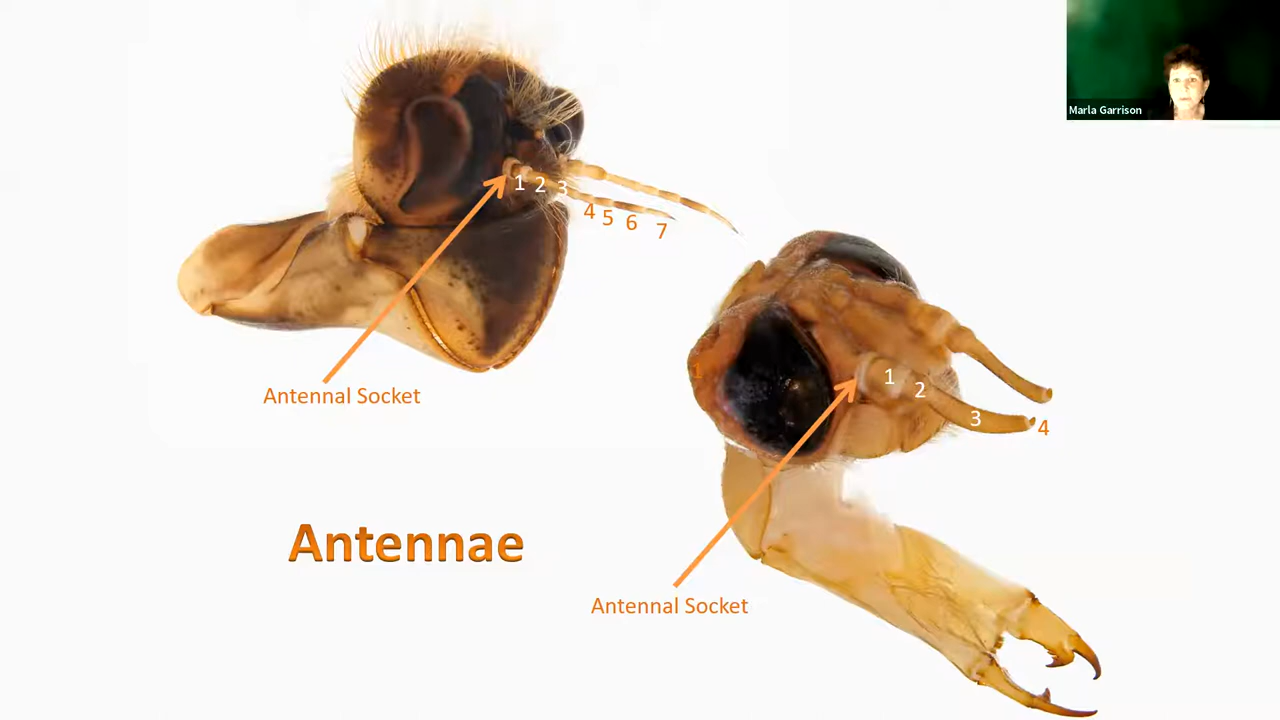 Marla Garrison
1 2 3
4 5 6 7
Antennal Socket
1 2
3 4
Antennae
Antennal Socket